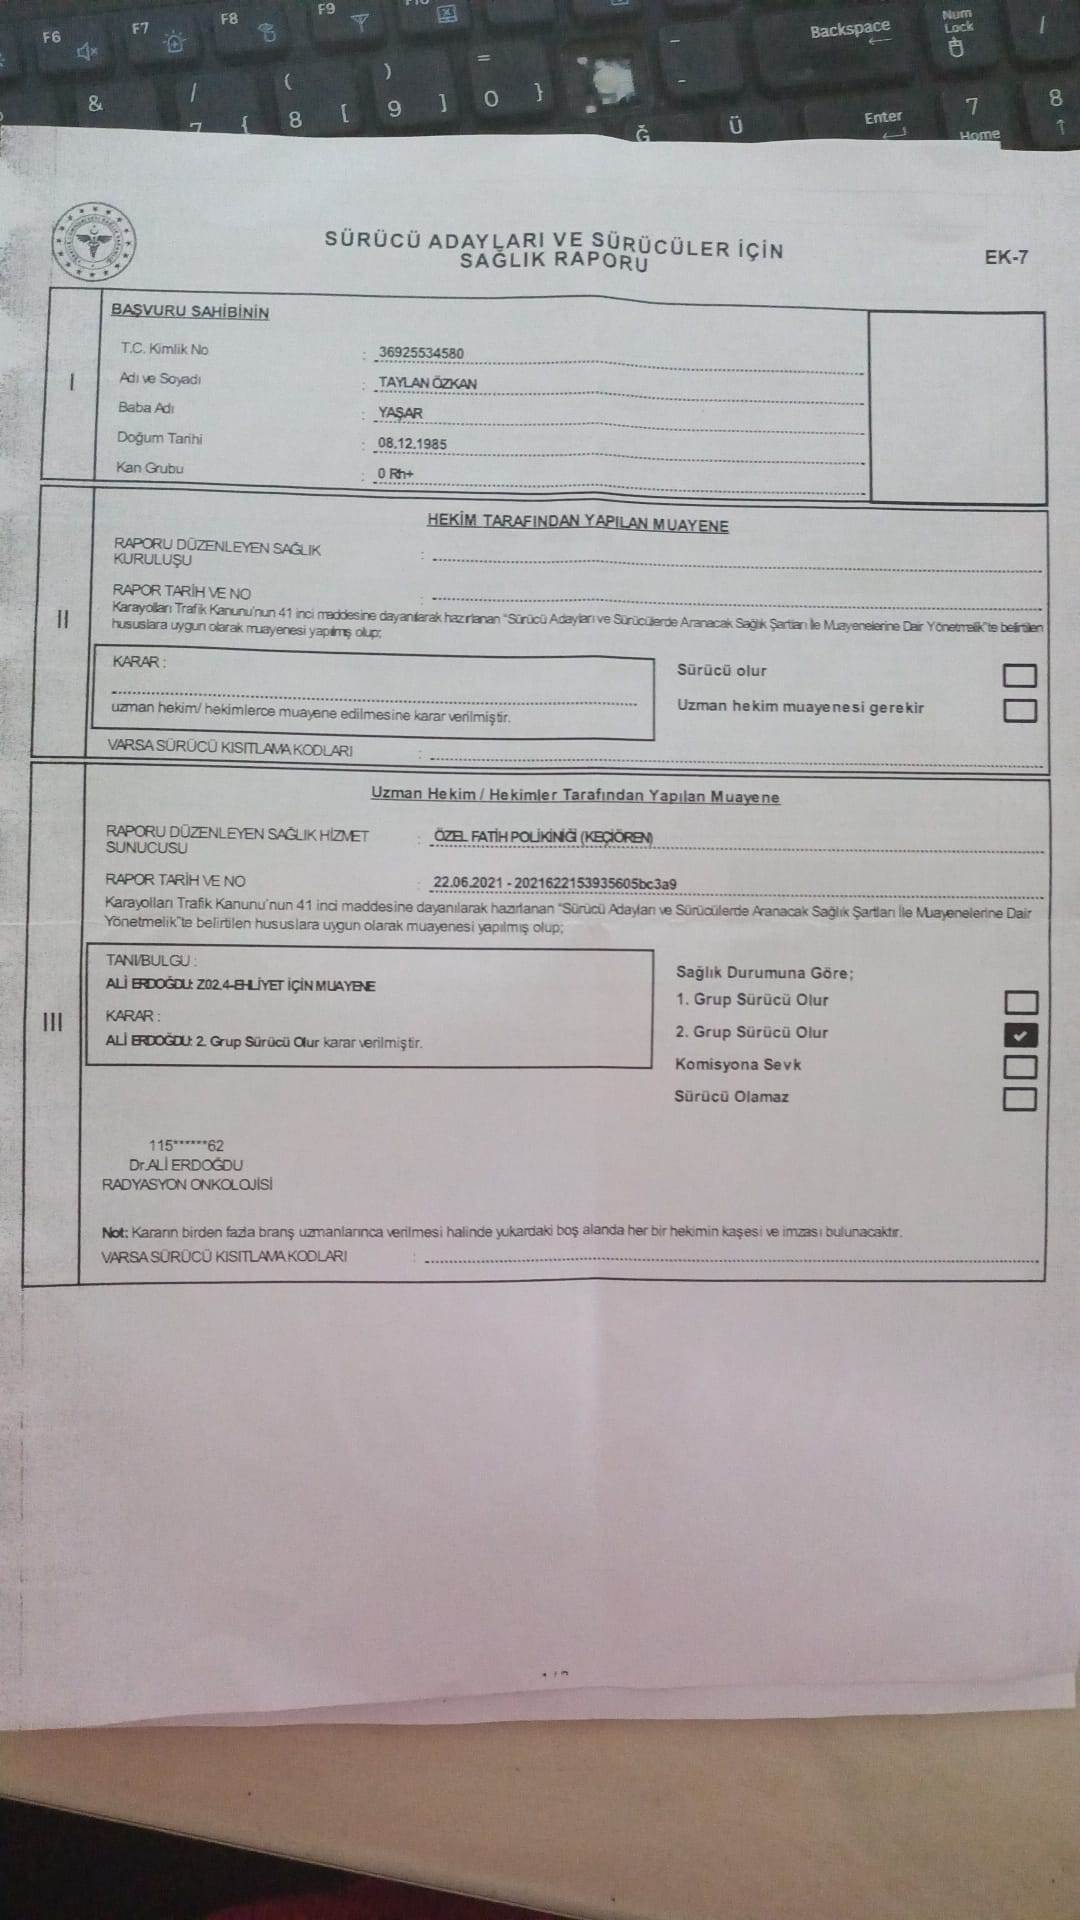 F6
F7
F8
F9
Backspace
Num
Lock
/
&
/
7
{
(
8
[
)
9
]
=
0
}
-
-
Ğ
Ü
Enter
7
Home
8
↑
SÜRÜCÜ ADAYLARI VE SÜRÜCÜLER İÇİN
SAĞLIK RAPORU
EK-7
I
BAŞVURU SAHİBİNİN
T.C. Kimlik No : 36925534580
Adı ve Soyadı : TAYLAN ÖZKAN
Baba Adı : YAŞAR
Doğum Tarihi : 08.12.1985
Kan Grubu : 0 Rh+
II
HEKİM TARAFINDAN YAPILAN MUAYENE
RAPORU DÜZENLEYEN SAĞLIK
KURULUŞU :
RAPOR TARİH VE NO :
Karayolları Trafik Kanunu'nun 41 inci maddesine dayanılarak hazırlanan "Sürücü Adayları ve Sürücülerde Aranacak Sağlık Şartları İle Muayenelerine Dair Yönetmelik"te belirtilen
hususlara uygun olarak muayenesi yapılmış olup;
KARAR :
uzman hekim/ hekimlerce muayene edilmesine karar verilmiştir.
Sürücü olur
Uzman hekim muayenesi gerekir
VARSA SÜRÜCÜ KISITLAMA KODLARI :
III
Uzman Hekim / Hekimler Tarafından Yapılan Muayene
RAPORU DÜZENLEYEN SAĞLIK HİZMET
SUNUCUSU : ÖZEL FATİH POLİKİNİĞİ (KEÇİÖREN)
RAPOR TARİH VE NO : 22.06.2021 - 2021622153935605bc3a9
Karayolları Trafik Kanunu'nun 41 inci maddesine dayanılarak hazırlanan "Sürücü Adayları ve Sürücülerde Aranacak Sağlık Şartları İle Muayenelerine Dair
Yönetmelik"te belirtilen hususlara uygun olarak muayenesi yapılmış olup;
TANI/BULGU :
ALİ ERDOĞDU: Z02.4-EHLİYET İÇİN MUAYENE
KARAR :
ALİ ERDOĞDU: 2. Grup Sürücü Olur karar verilmiştir.
Sağlık Durumuna Göre;
1. Grup Sürücü Olur
2. Grup Sürücü Olur
Komisyona Sevk
Sürücü Olamaz
115******62
Dr.ALİ ERDOĞDU
RADYASYON ONKOLOJİSİ
Not: Kararın birden fazla branş uzmanlarınca verilmesi halinde yukardaki boş alanda her bir hekimin kaşesi ve imzası bulunacaktır.
VARSA SÜRÜCÜ KISITLAMA KODLARI :